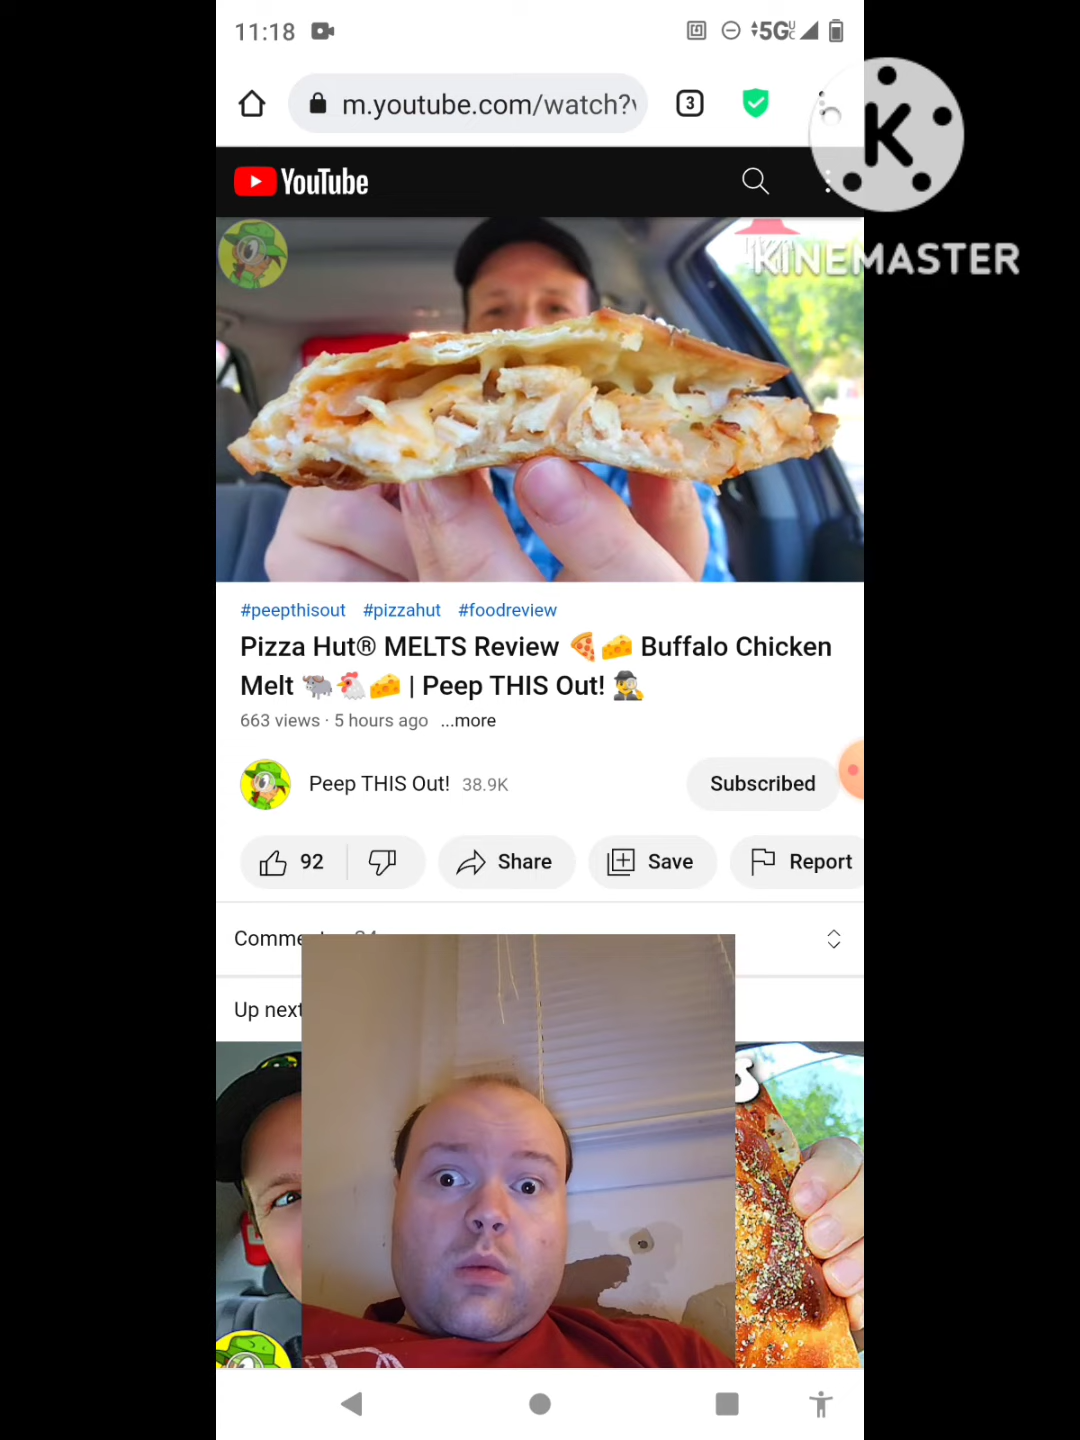 11:18
5G
m.youtube.com/watch?v
3
K
KINEMASTER
YouTube
#peepthisout #pizzahut #foodreview
Pizza Hut® MELTS Review 🍕🧀 Buffalo Chicken
Melt 🐃🐔🧀 | Peep THIS Out! 🕵️
663 views · 5 hours ago ...more
Peep THIS Out! 38.9K
Subscribed
92
Share
Save
Report
Up next